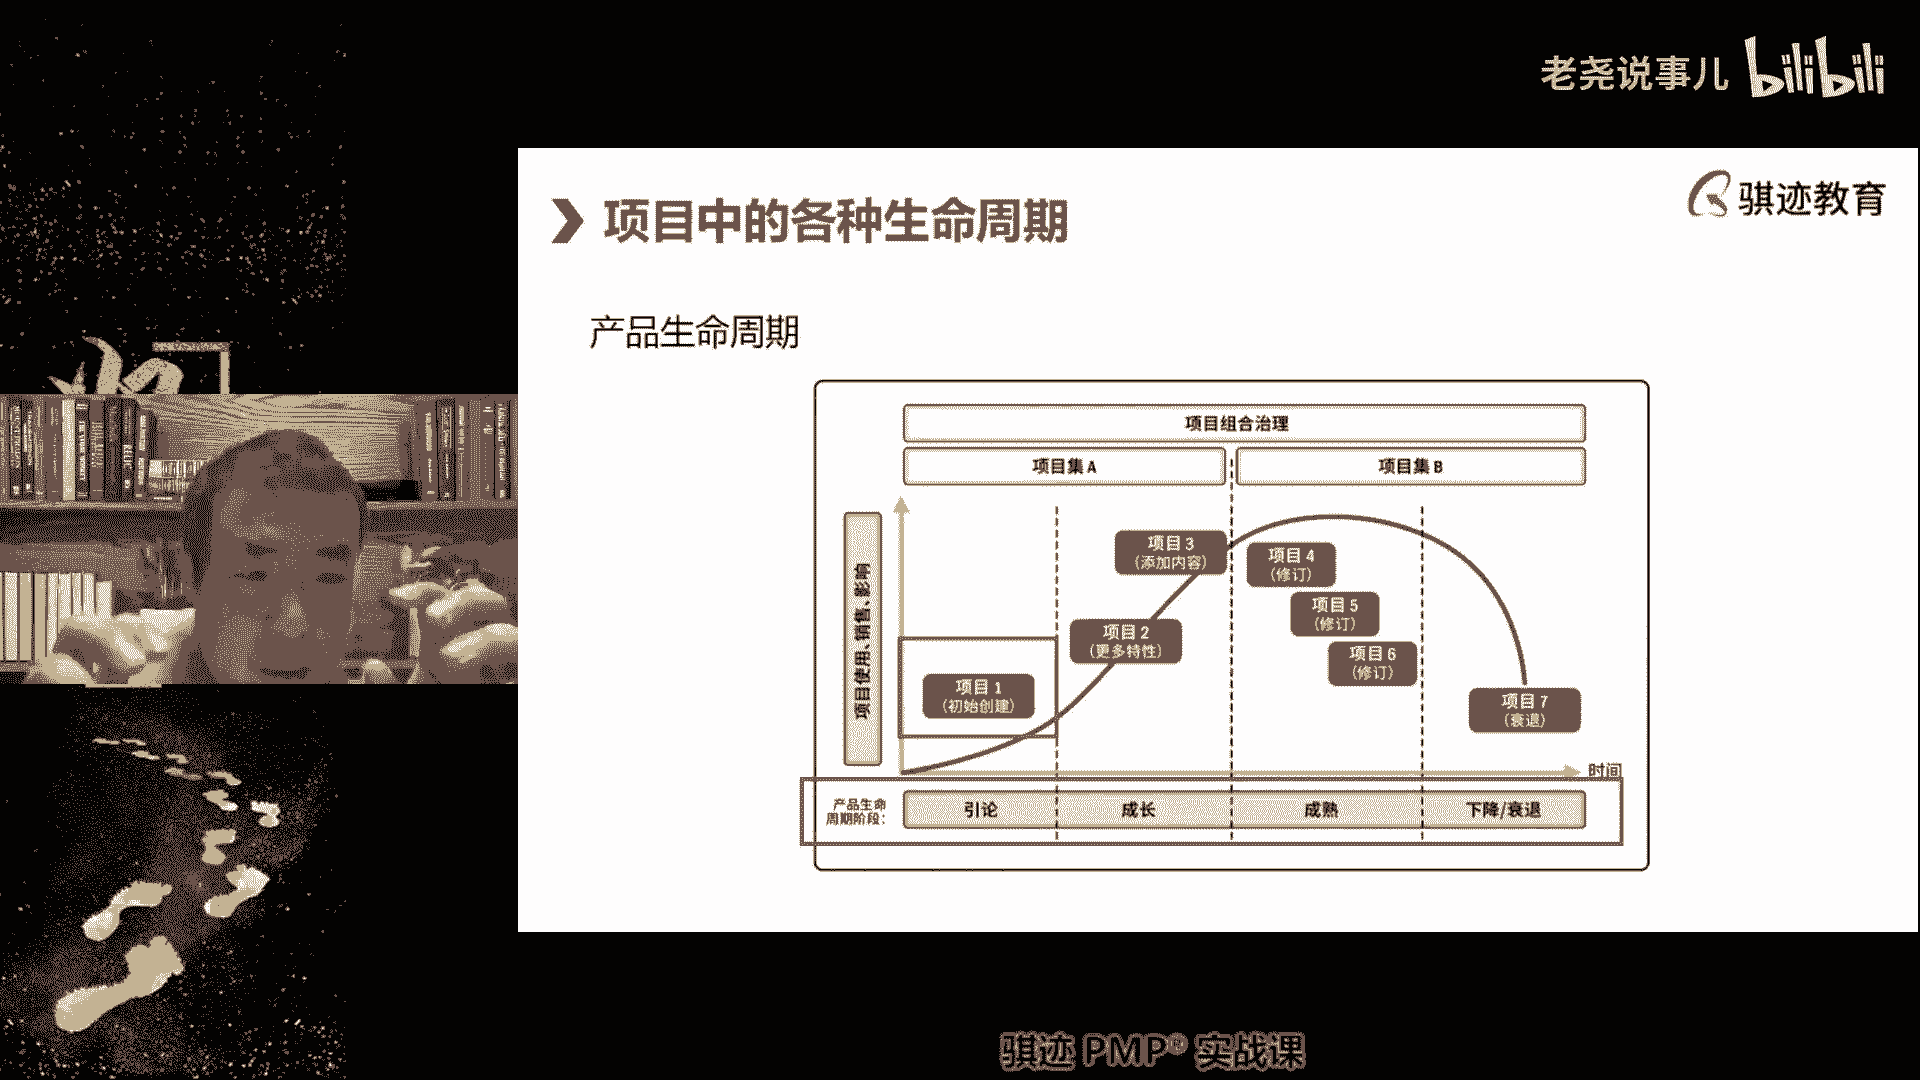 老尧说事儿 bilibili
骐迹教育
项目中的各种生命周期
产品生命周期
项目组合治理
项目集 A
项目集 B
项目使用、销售、影响
项目 1
(初始创建)
项目 2
(更多特性)
项目 3
(添加内容)
项目 4
(修订)
项目 5
(修订)
项目 6
(修订)
项目 7
(衰退)
时间
产品生命
周期阶段:
引论
成长
成熟
下降/衰退
骐迹 PMP® 实战课